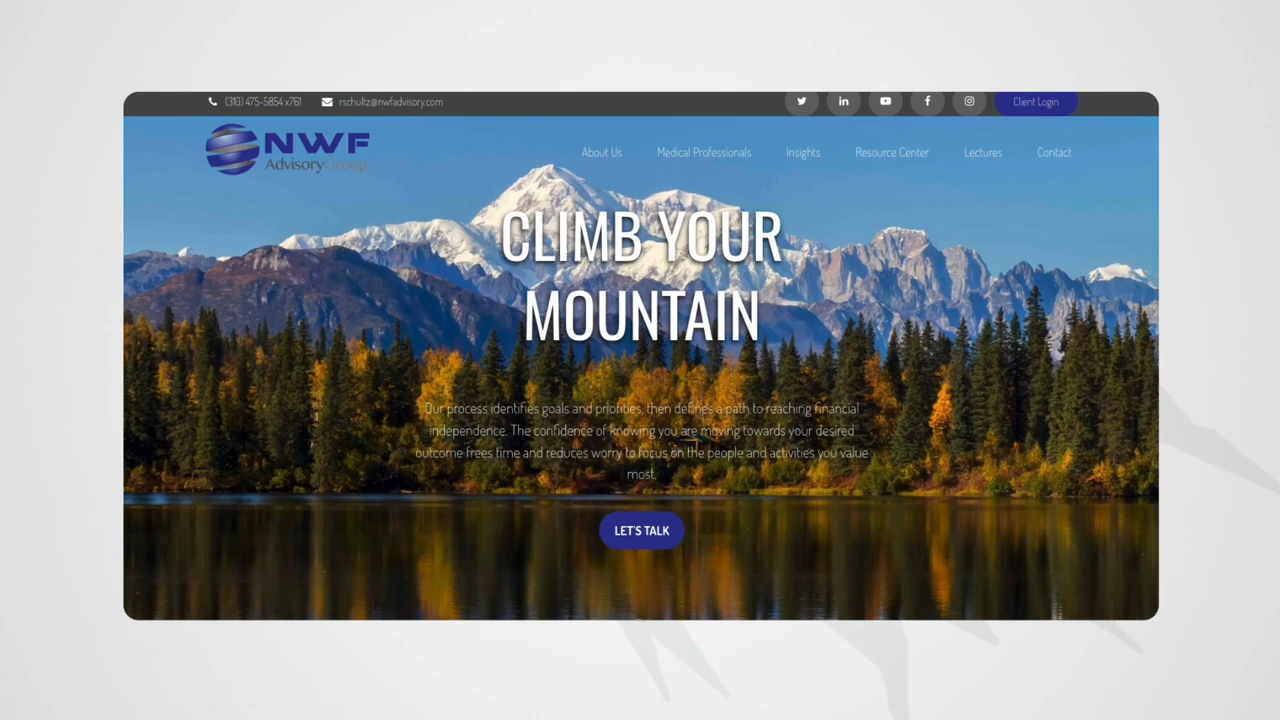 (310) 475-5854 x761 rschultz@nwfadvisory.com Client Login
NWF
AdvisoryGroup
About Us Medical Professionals Insights Resource Center Lectures Contact
CLIMB YOUR
MOUNTAIN
Our process identifies goals and priorities, then defines a path to reaching financial
independence. The confidence of knowing you are moving towards your desired
outcome frees time and reduces worry to focus on the people and activities you value
most.
LET'S TALK